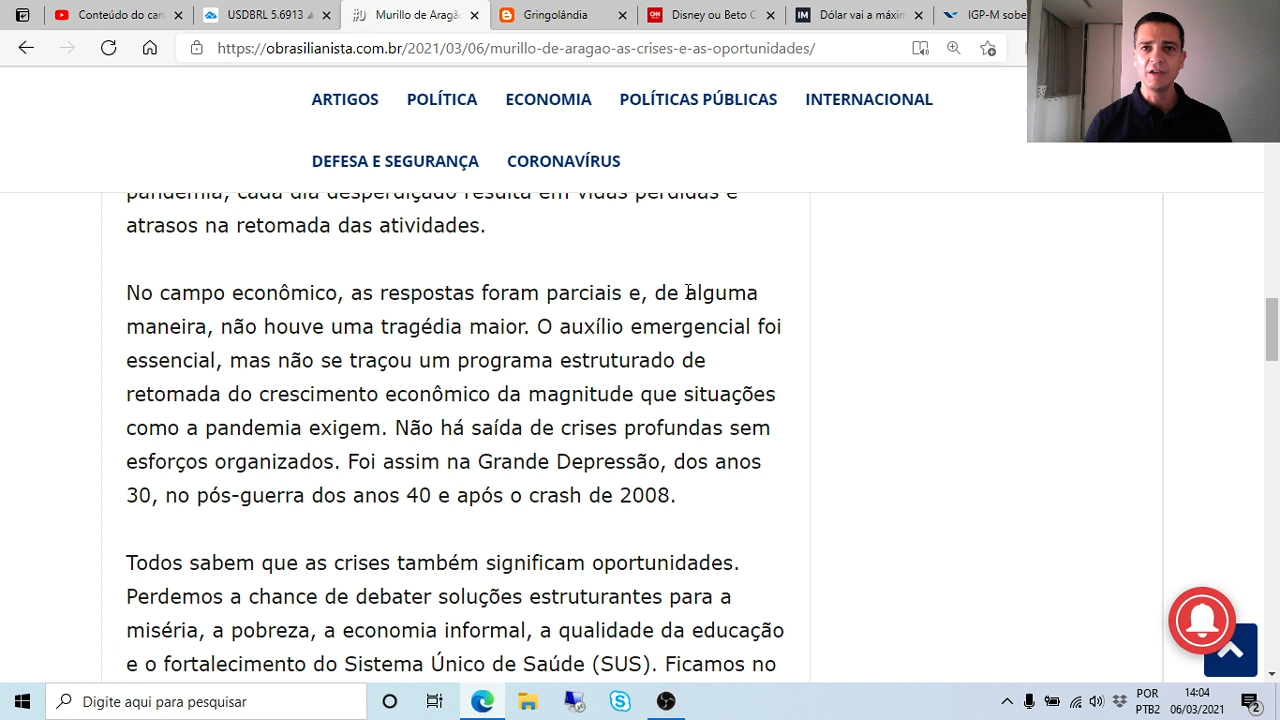 Conteúdo do can
USDBRL 5.6913
Murillo de Aragã
Gringolândia
Disney ou Beto C
Dólar vai a máxim
IGP-M sobe
https://obrasilianista.com.br/2021/03/06/murillo-de-aragao-as-crises-e-as-oportunidades/
ARTIGOS POLÍTICA ECONOMIA POLÍTICAS PÚBLICAS INTERNACIONAL
DEFESA E SEGURANÇA CORONAVÍRUS
pandemia, cada dia desperdiçado resulta em vidas perdidas e
atrasos na retomada das atividades.
No campo econômico, as respostas foram parciais e, de alguma
maneira, não houve uma tragédia maior. O auxílio emergencial foi
essencial, mas não se traçou um programa estruturado de
retomada do crescimento econômico da magnitude que situações
como a pandemia exigem. Não há saída de crises profundas sem
esforços organizados. Foi assim na Grande Depressão, dos anos
30, no pós-guerra dos anos 40 e após o crash de 2008.
Todos sabem que as crises também significam oportunidades.
Perdemos a chance de debater soluções estruturantes para a
miséria, a pobreza, a economia informal, a qualidade da educação
e o fortalecimento do Sistema Único de Saúde (SUS). Ficamos no
Digite aqui para pesquisar
POR
PTB2
14:04
06/03/2021
2